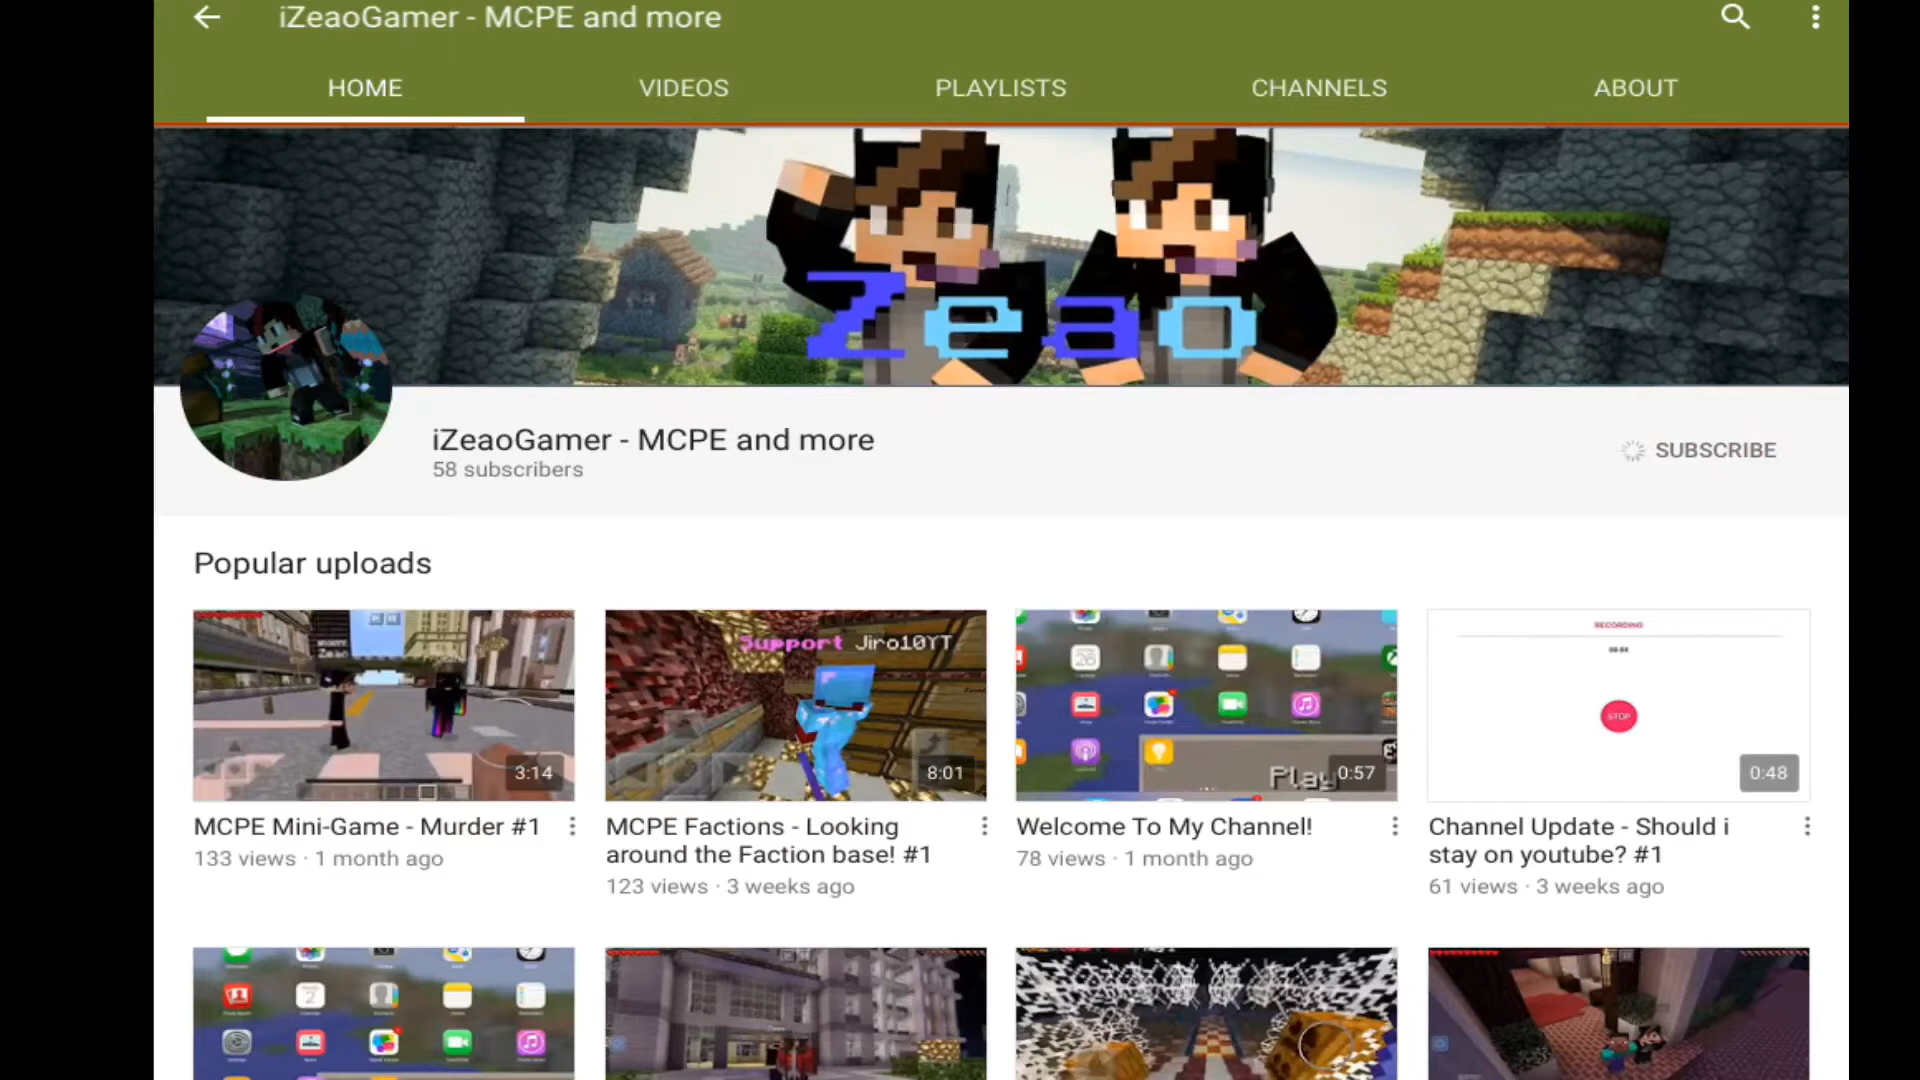 iZeaoGamer - MCPE and more
HOME VIDEOS PLAYLISTS CHANNELS ABOUT
Zeao
iZeaoGamer - MCPE and more
58 subscribers
SUBSCRIBE
Popular uploads
Support Jiro10YT
RECORDING
STOP
Play
3:14
8:01
0:57
0:48
MCPE Mini-Game - Murder #1
133 views · 1 month ago
MCPE Factions - Looking
around the Faction base! #1
123 views · 3 weeks ago
Welcome To My Channel!
78 views · 1 month ago
Channel Update - Should i
stay on youtube? #1
61 views · 3 weeks ago